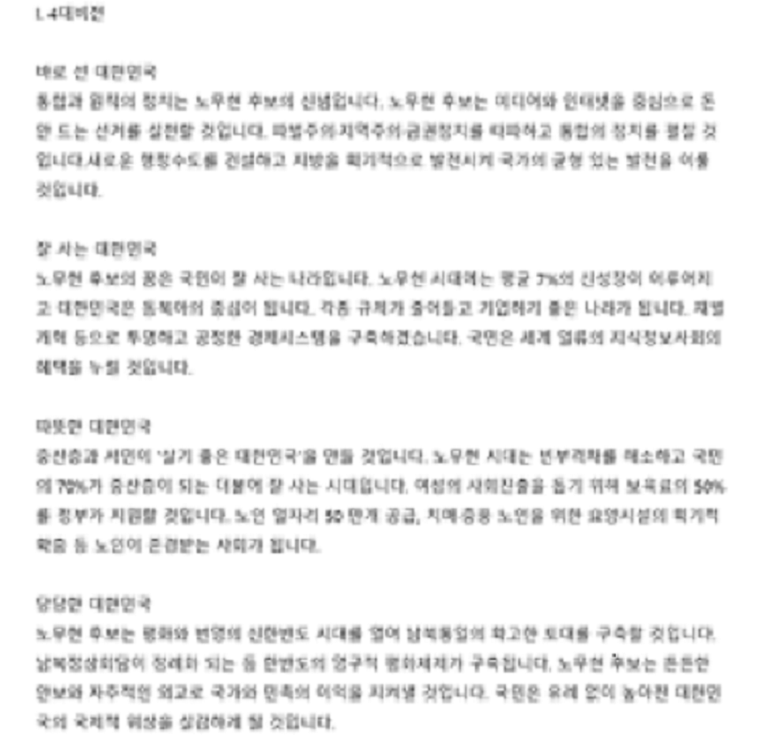 1. 4대비전
바로 선 대한민국
통합과 원칙의 정치는 노무현 후보의 신념입니다. 노무현 후보는 미디어와 인터넷을 중심으로 돈
안 드는 선거를 실현할 것입니다. 파벌주의·지역주의·금권정치를 타파하고 통합의 정치를 펼칠 것
입니다.새로운 행정수도를 건설하고 지방을 획기적으로 발전시켜 국가의 균형 있는 발전을 이룰
것입니다.
잘 사는 대한민국
노무현 후보의 꿈은 국민이 잘 사는 나라입니다. 노무현 시대에는 평균 7%의 신성장이 이루어지
고 대한민국은 동북아의 중심이 됩니다. 각종 규제가 줄어들고 기업하기 좋은 나라가 됩니다. 재벌
개혁 등으로 투명하고 공정한 경제시스템을 구축하겠습니다. 국민은 세계 일류의 지식정보사회의
혜택을 누릴 것입니다.
따뜻한 대한민국
중산층과 서민이 '살기 좋은 대한민국'을 만들 것입니다. 노무현 시대는 빈부격차를 해소하고 국민
의 70%가 중산층이 되는 더불어 잘 사는 시대입니다. 여성의 사회진출을 돕기 위해 보육료의 50%
를 정부가 지원할 것입니다. 노인 일자리 50 만개 공급, 치매·중풍 노인을 위한 요양시설의 획기적
확충 등 노인이 존경받는 사회가 됩니다.
당당한 대한민국
노무현 후보는 평화와 번영의 신한반도 시대를 열어 남북통일의 확고한 토대를 구축할 것입니다.
남북정상회담이 정례화 되는 등 한반도의 영구적 평화체제가 구축됩니다. 노무현 후보는 튼튼한
안보와 자주적인 외교로 국가와 민족의 이익을 지켜낼 것입니다. 국민은 유례 없이 높아진 대한민
국의 국제적 위상을 실감하게 될 것입니다.